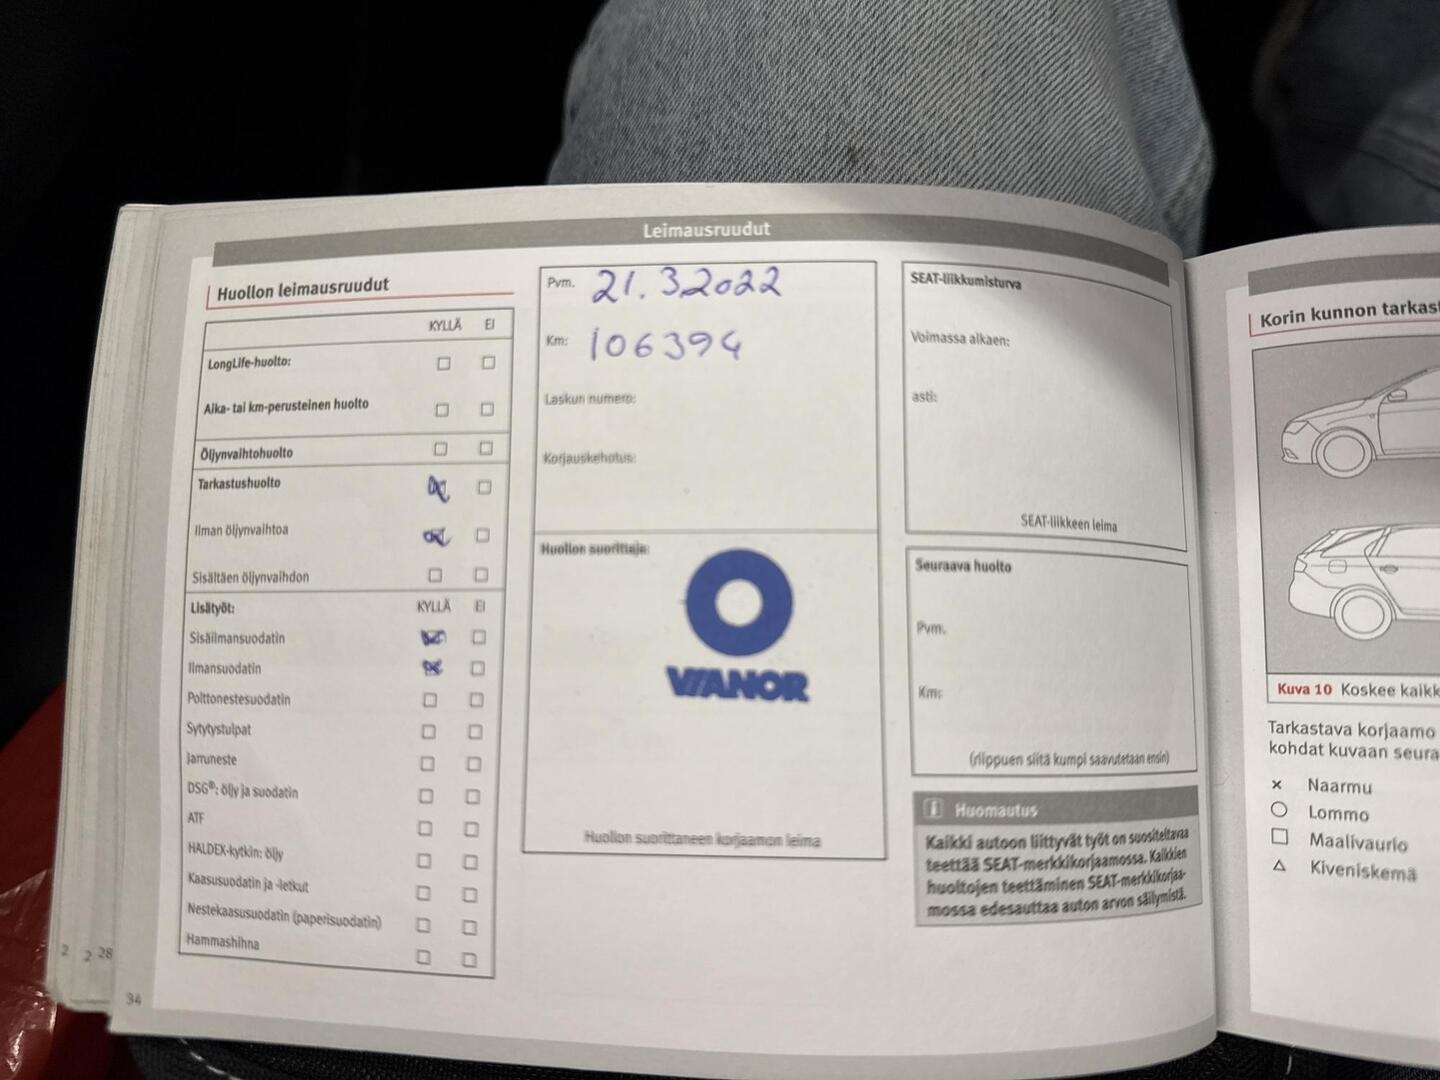 Leimausruudut
Huollon leimausruudut
KYLLÄ EI
LongLife-huolto:
Aika- tai km-perusteinen huolto
Öljynvaihtohuolto
Tarkastushuolto
Ilman öljynvaihtoa
Sisältäen öljynvaihdon
Lisätyöt: KYLLÄ EI
Sisäilmansuodatin
Ilmansuodatin
Polttonestesuodatin
Sytytystulpat
Jarruneste
DSG®: öljy ja suodatin
ATF
HALDEX-kytkin: öljy
Kaasusuodatin ja -letkut
Nestekaasusuodatin (paperisuodatin)
Hammashihna
34
2 2 28
Pvm. 21.3.2022
Km: 106394
Laskun numero:
Korjauskehotus:
Huollon suorittaja:
VIANOR
Huollon suorittaneen korjaamon leima
SEAT-liikkumisturva
Voimassa alkaen:
asti:
SEAT-liikkeen leima
Seuraava huolto
Pvm.
Km:
(riippuen siitä kumpi saavutetaan ensin)
i Huomautus
Kaikki autoon liittyvät työt on suositeltavaa
teettää SEAT-merkkikorjaamossa. Kaikkien
huoltojen teettäminen SEAT-merkkikorjaa-
mossa edesauttaa auton arvon säilymistä.
Korin kunnon tarkast
Kuva 10 Koskee kaikk
Tarkastava korjaamo
kohdat kuvaan seura
× Naarmu
○ Lommo
□ Maalivaurio
△ Kiveniskemä